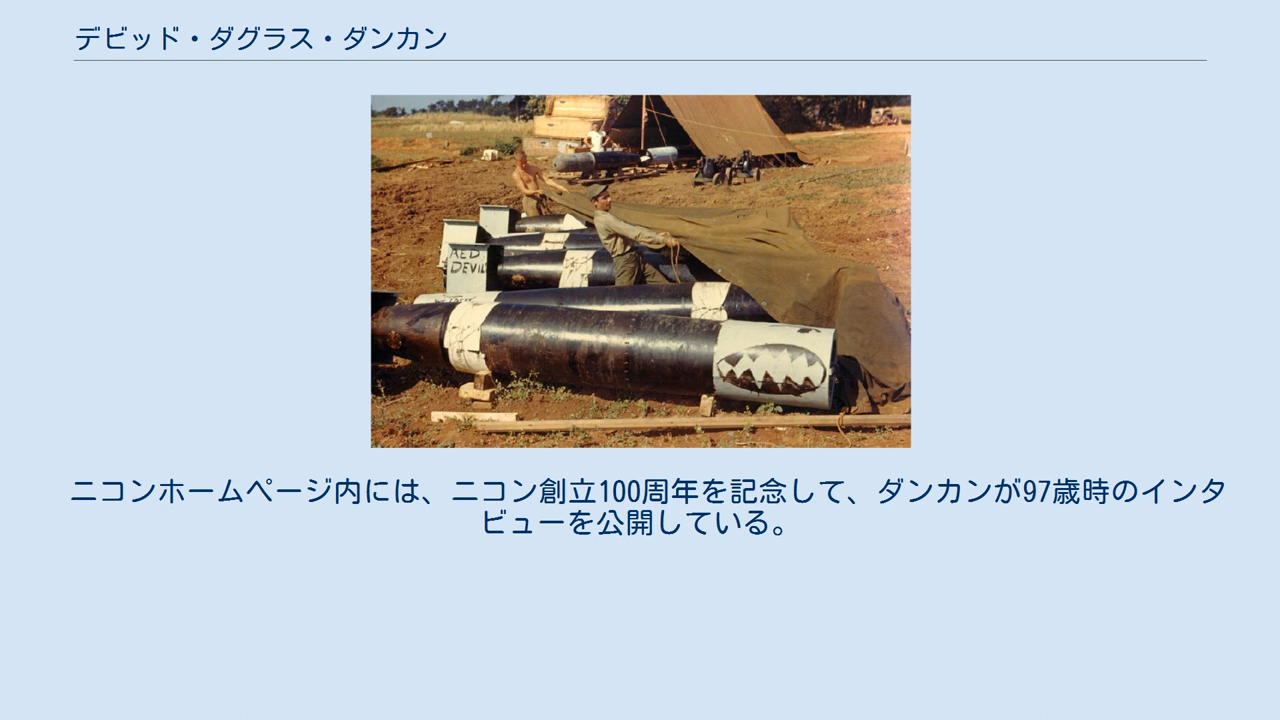 デビッド・ダグラス・ダンカン
RED
DEVIL
ニコンホームページ内には、ニコン創立100周年を記念して、ダンカンが97歳時のインタ
ビューを公開している。